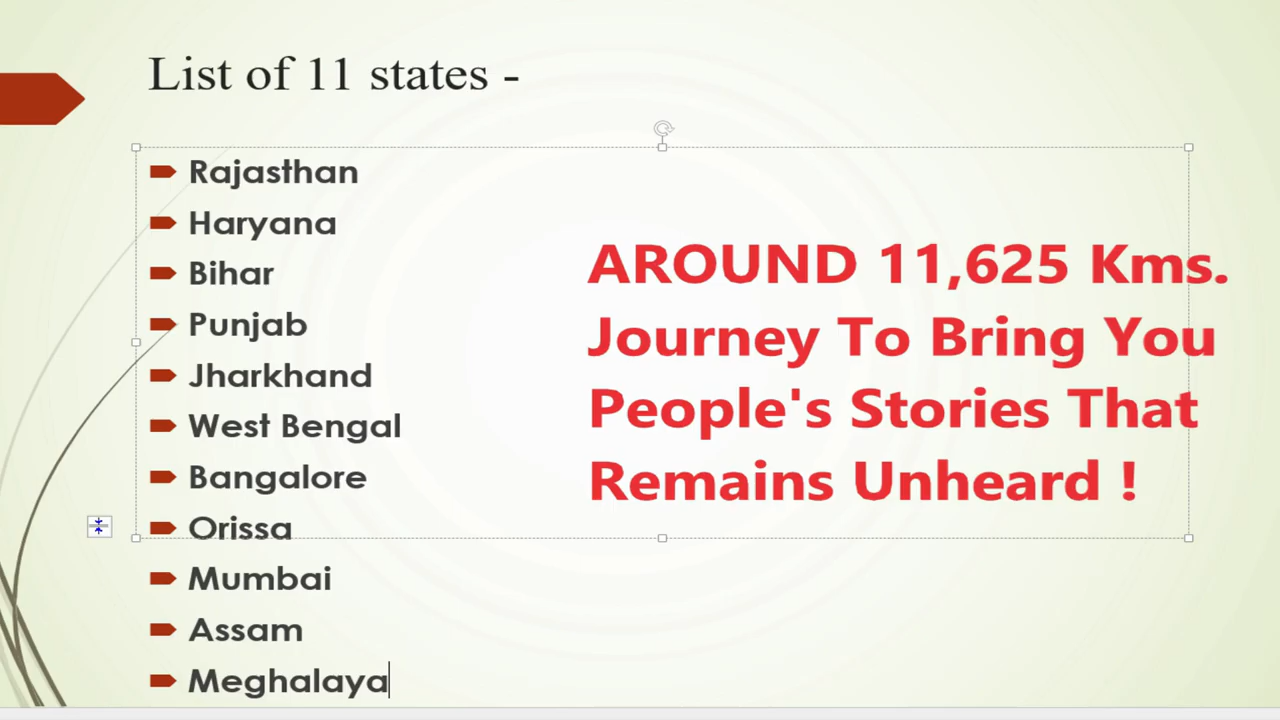 List of 11 states -
Rajasthan
Haryana
Bihar
Punjab
Jharkhand
West Bengal
Bangalore
Orissa
Mumbai
Assam
Meghalaya
AROUND 11,625 Kms.
Journey To Bring You
People's Stories That
Remains Unheard !